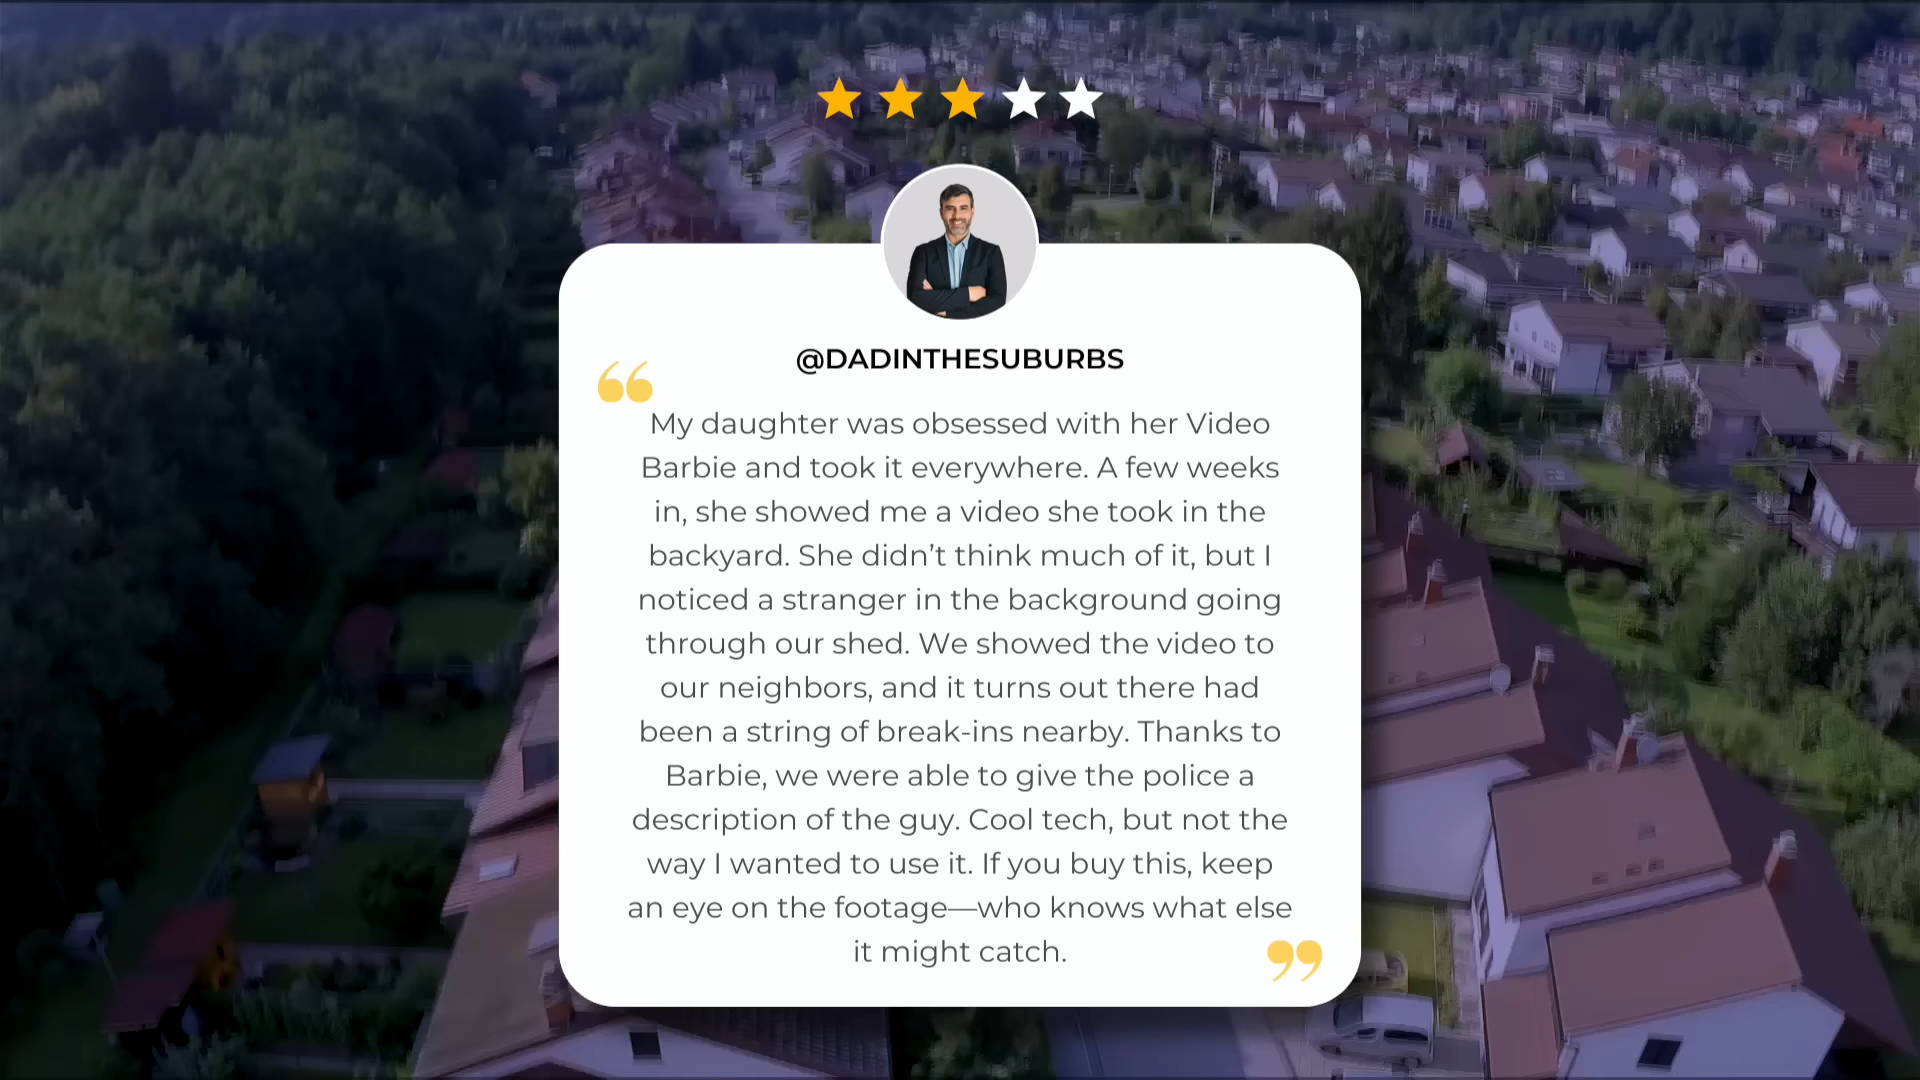 @DADINTHESUBURBS
“
My daughter was obsessed with her Video
Barbie and took it everywhere. A few weeks
in, she showed me a video she took in the
backyard. She didn’t think much of it, but I
noticed a stranger in the background going
through our shed. We showed the video to
our neighbors, and it turns out there had
been a string of break-ins nearby. Thanks to
Barbie, we were able to give the police a
description of the guy. Cool tech, but not the
way I wanted to use it. If you buy this, keep
an eye on the footage—who knows what else
it might catch.
”